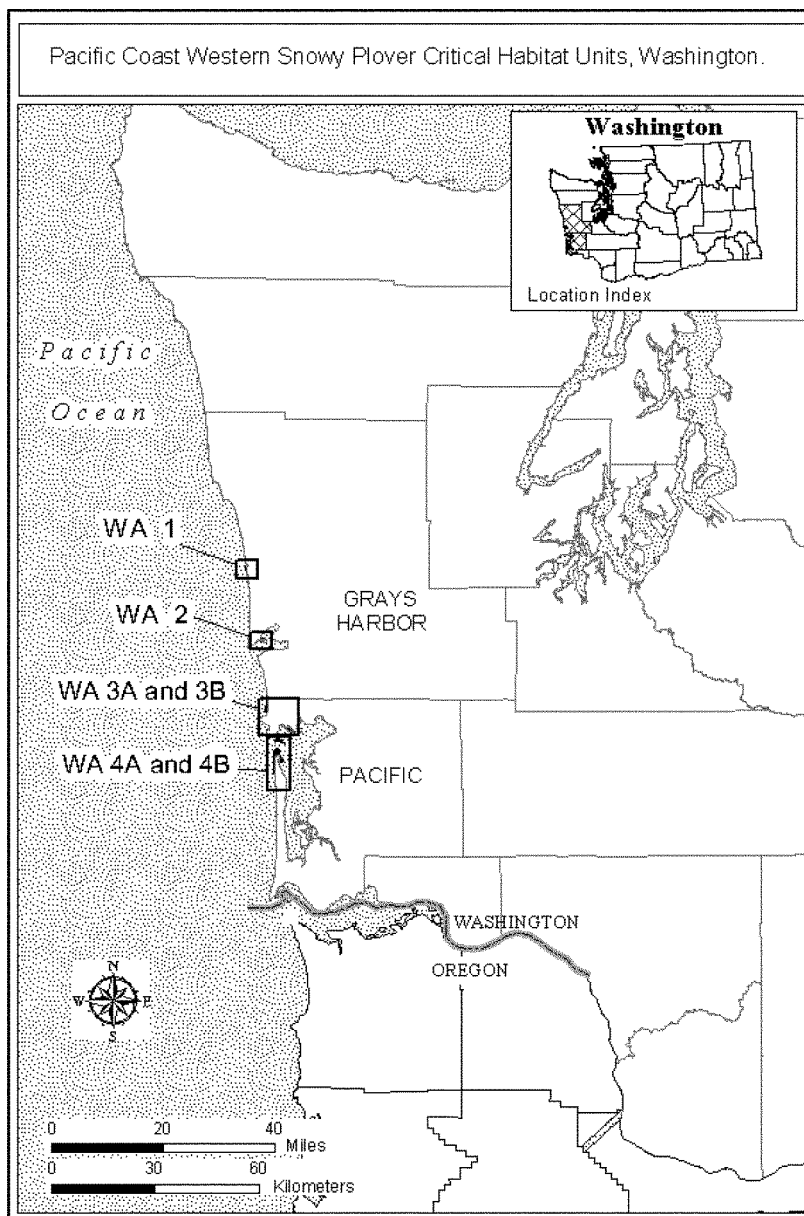 Pacific Coast Western Snowy Plover Critical Habitat Units, Washington.
Washington
Location Index
Pacific
Ocean
WA 1
WA 2
GRAYS
HARBOR
WA 3A and 3B
WA 4A and 4B
PACIFIC
WASHINGTON
OREGON
N
W
E
S
0 20 40
Miles
0 30 60
Kilometers